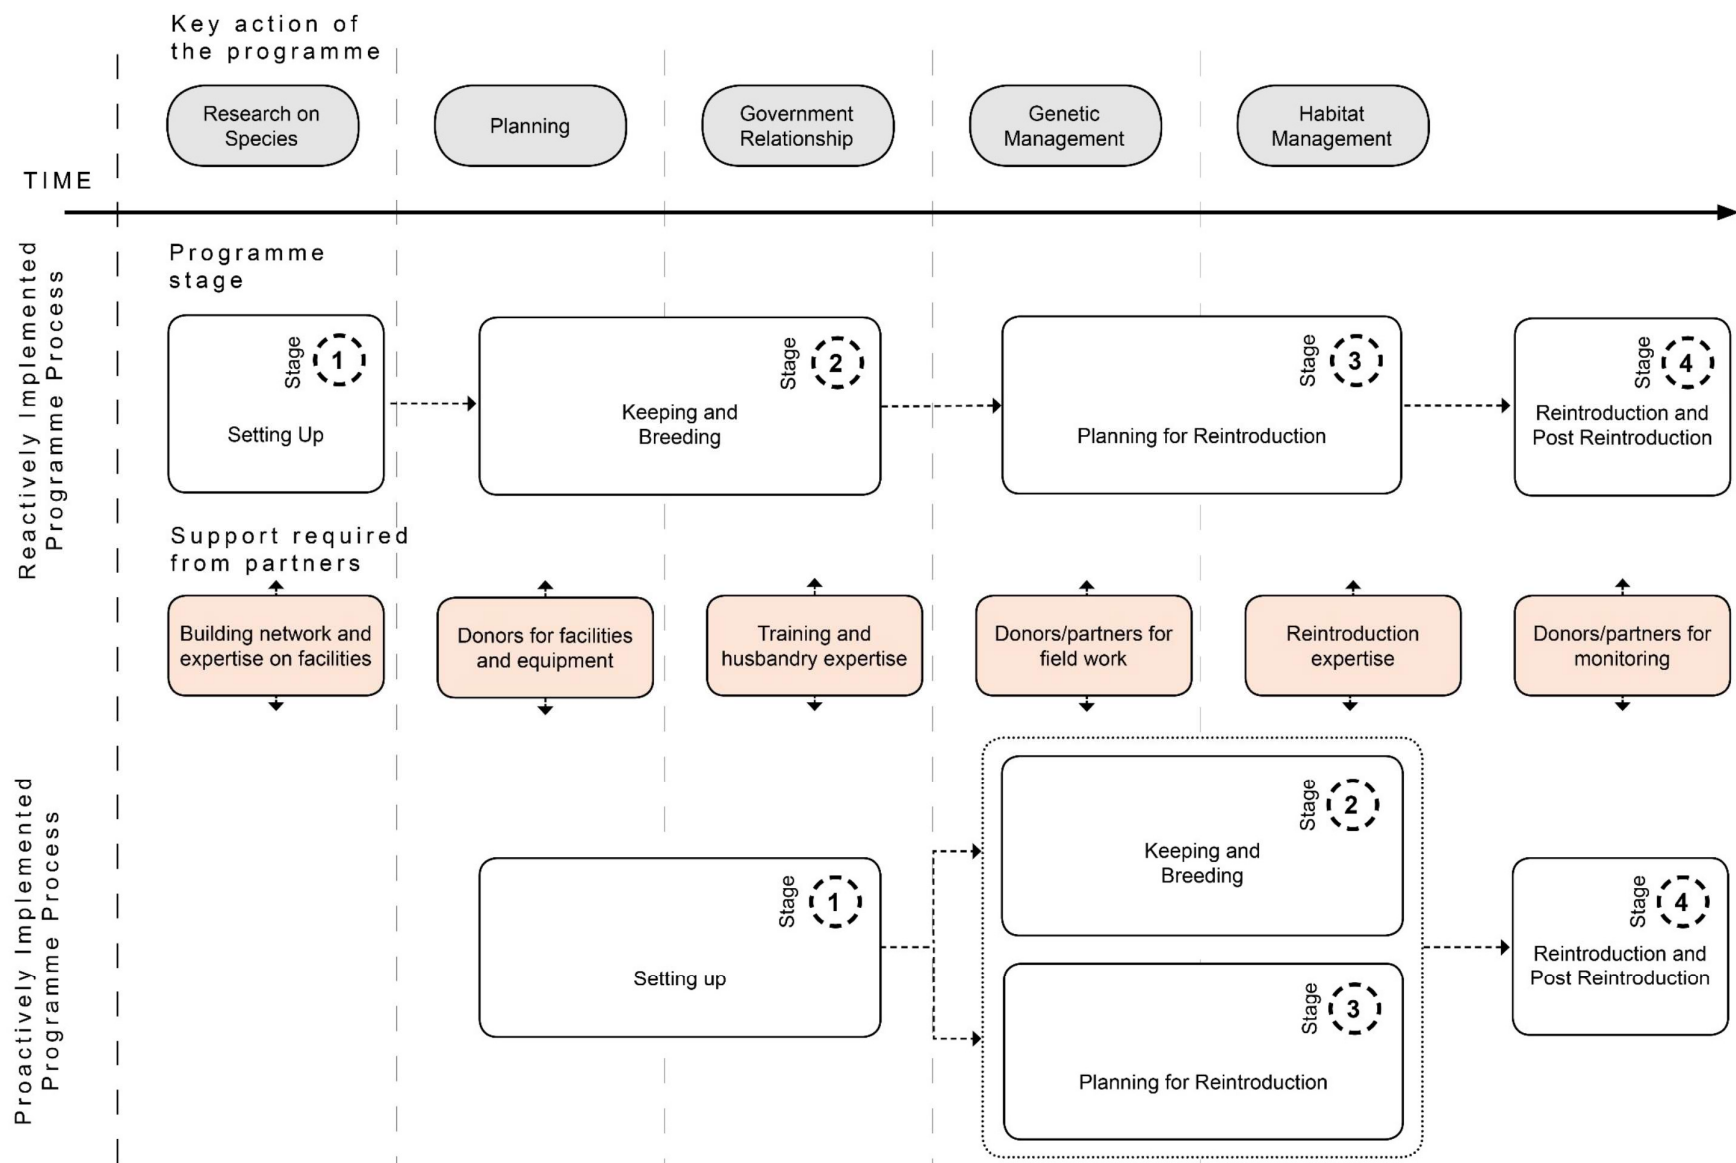 Key action of
the programme
Research on
Species
Planning
Government
Relationship
Genetic
Management
Habitat
Management
TIME
Reactively Implemented
Programme Process
Programme
stage
Stage
1
Setting Up
Stage
2
Keeping and
Breeding
Stage
3
Planning for Reintroduction
Stage
4
Reintroduction and
Post Reintroduction
Support required
from partners
Building network and
expertise on facilities
Donors for facilities
and equipment
Training and
husbandry expertise
Donors/partners for
field work
Reintroduction
expertise
Donors/partners for
monitoring
Proactively Implemented
Programme Process
Stage
1
Setting up
Stage
2
Keeping and
Breeding
Stage
3
Planning for Reintroduction
Stage
4
Reintroduction and
Post Reintroduction